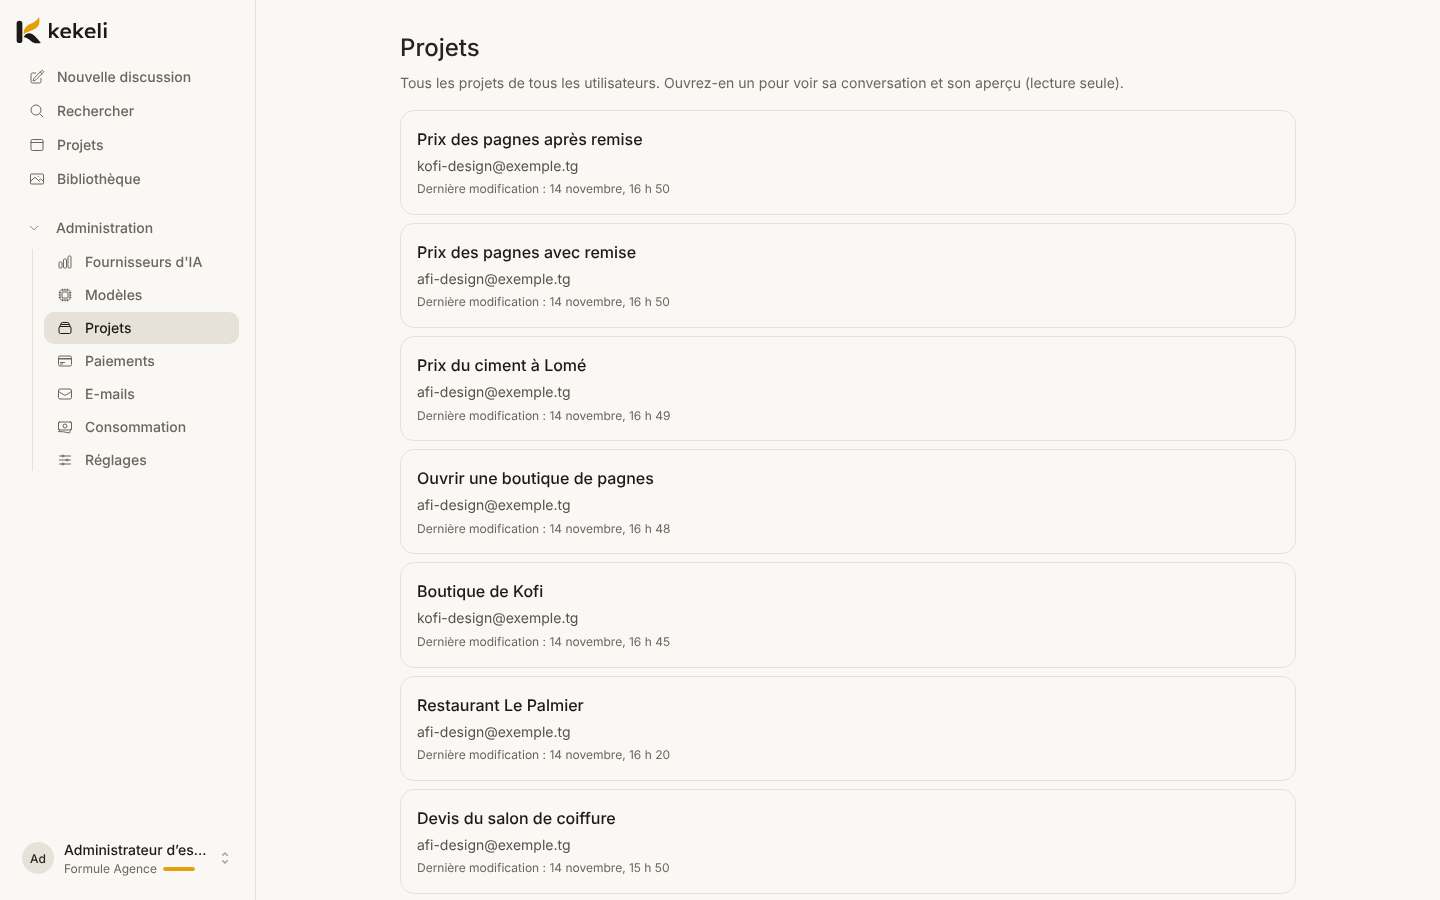 kekeli
Nouvelle discussion
Rechercher
Projets
Bibliothèque
Administration
Fournisseurs d'IA
Modèles
Projets
Paiements
E-mails
Consommation
Réglages
Ad
Administrateur d’es…
Formule Agence
Projets
Tous les projets de tous les utilisateurs. Ouvrez-en un pour voir sa conversation et son aperçu (lecture seule).
Prix des pagnes après remise
kofi-design@exemple.tg
Dernière modification : 14 novembre, 16 h 50
Prix des pagnes avec remise
afi-design@exemple.tg
Dernière modification : 14 novembre, 16 h 50
Prix du ciment à Lomé
afi-design@exemple.tg
Dernière modification : 14 novembre, 16 h 49
Ouvrir une boutique de pagnes
afi-design@exemple.tg
Dernière modification : 14 novembre, 16 h 48
Boutique de Kofi
kofi-design@exemple.tg
Dernière modification : 14 novembre, 16 h 45
Restaurant Le Palmier
afi-design@exemple.tg
Dernière modification : 14 novembre, 16 h 20
Devis du salon de coiffure
afi-design@exemple.tg
Dernière modification : 14 novembre, 15 h 50